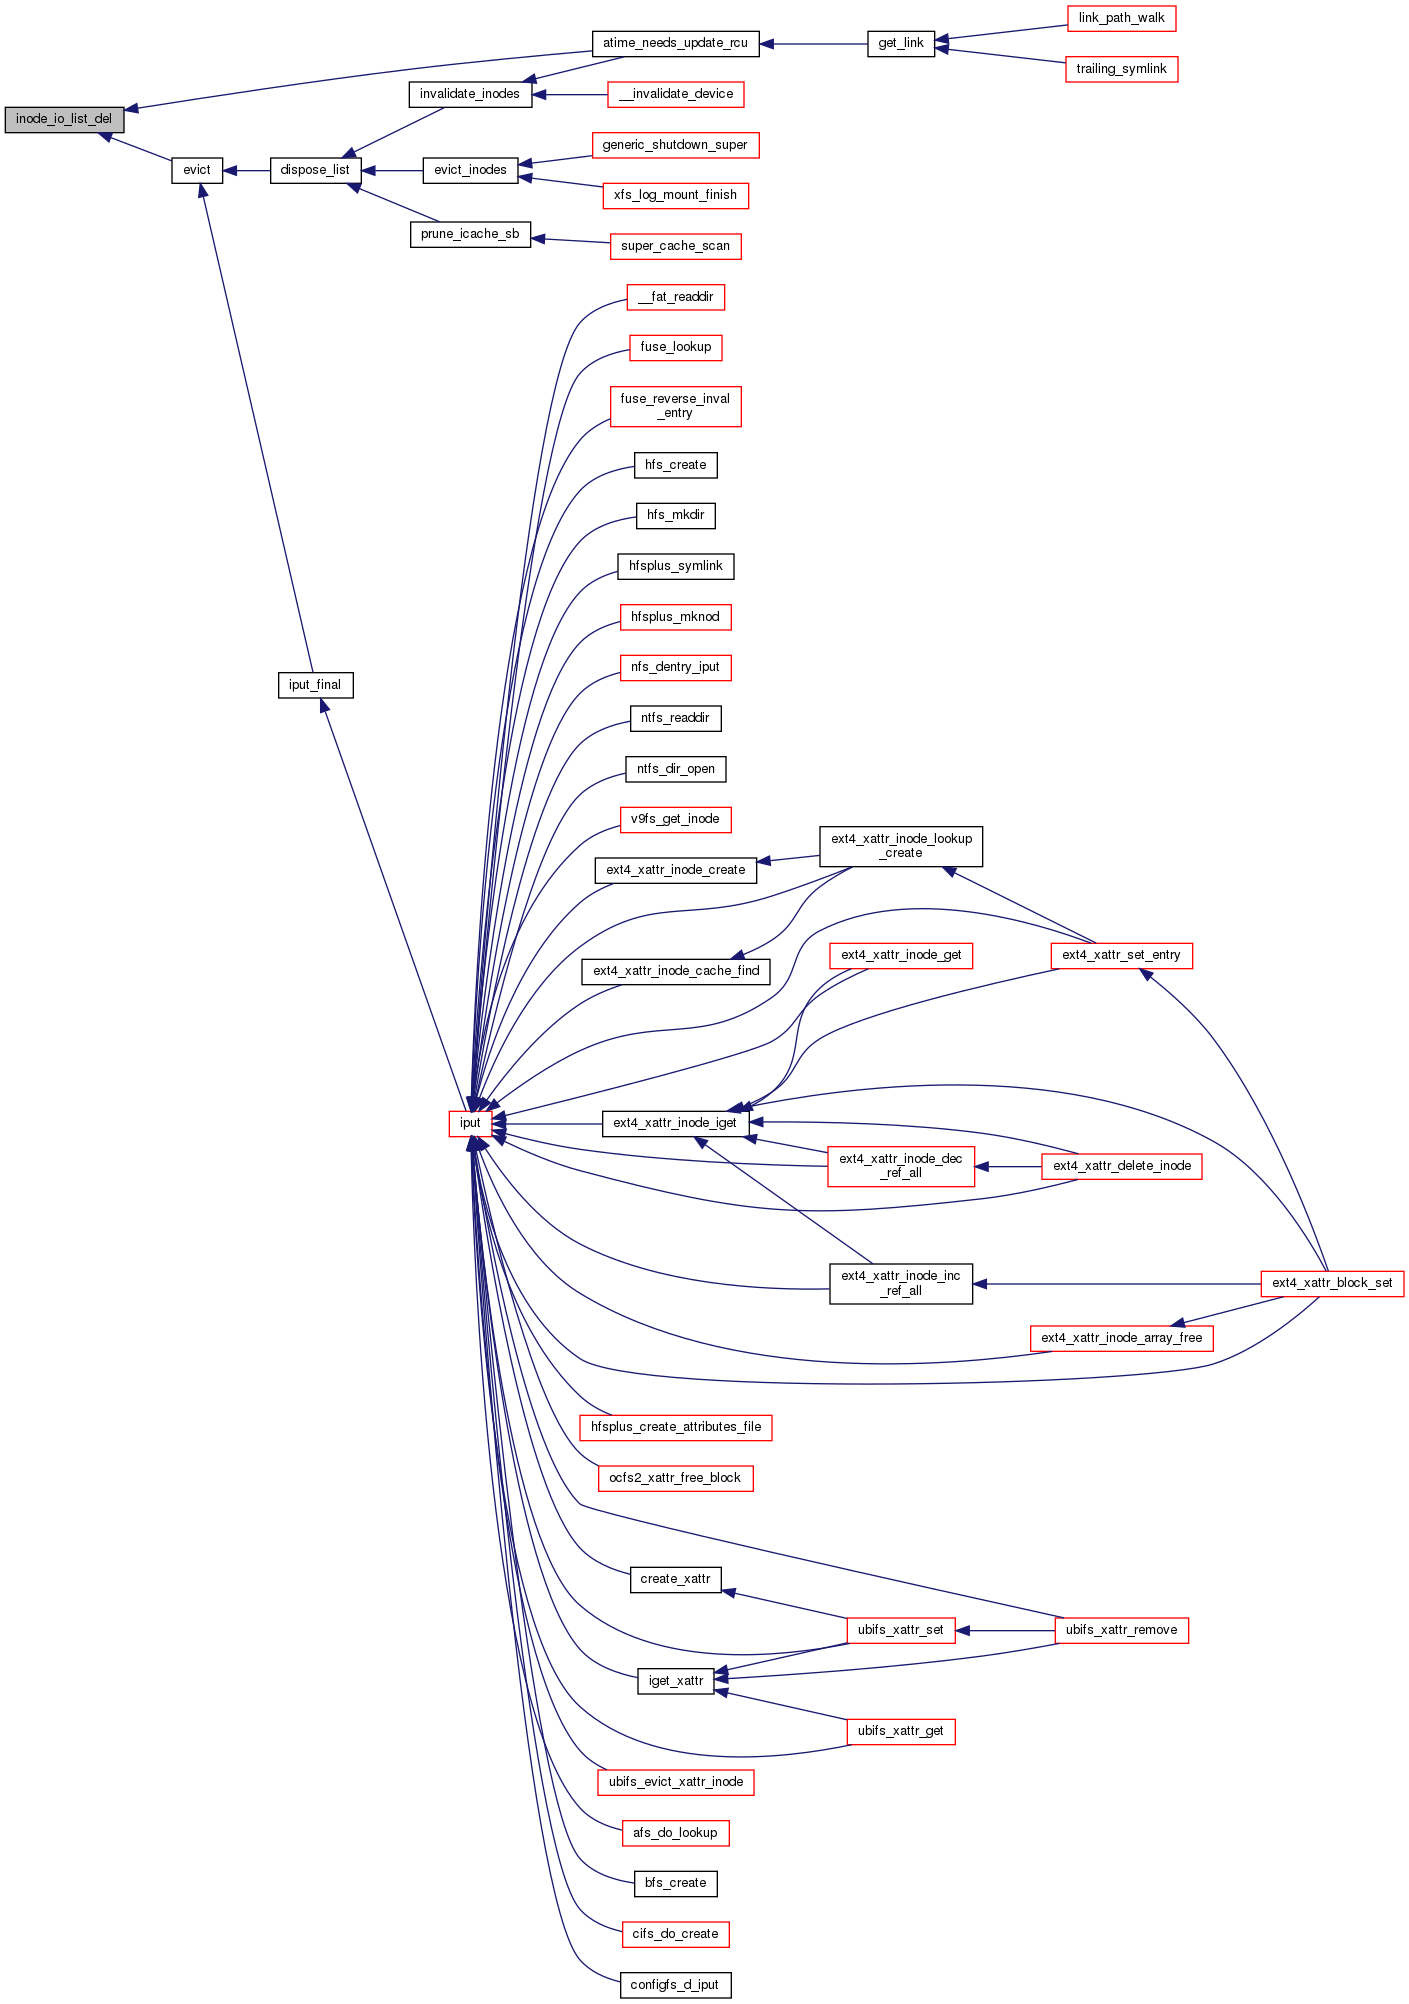 link_path_walk
atime_needs_update_rcu
get_link
trailing_symlink
invalidate_inodes
__invalidate_device
inode_io_list_del
generic_shutdown_super
evict
dispose_list
evict_inodes
xfs_log_mount_finish
prune_icache_sb
super_cache_scan
__fat_readdir
fuse_lookup
fuse_reverse_inval
_entry
hfs_create
hfs_mkdir
hfsplus_symlink
hfsplus_mknod
nfs_dentry_iput
iput_final
ntfs_readdir
ntfs_dir_open
v9fs_get_inode
ext4_xattr_inode_lookup
_create
ext4_xattr_inode_create
ext4_xattr_inode_get
ext4_xattr_set_entry
ext4_xattr_inode_cache_find
iput
ext4_xattr_inode_iget
ext4_xattr_inode_dec
_ref_all
ext4_xattr_delete_inode
ext4_xattr_inode_inc
_ref_all
ext4_xattr_block_set
ext4_xattr_inode_array_free
hfsplus_create_attributes_file
ocfs2_xattr_free_block
create_xattr
ubifs_xattr_set
ubifs_xattr_remove
iget_xattr
ubifs_xattr_get
ubifs_evict_xattr_inode
afs_do_lookup
bfs_create
cifs_do_create
configfs_d_iput